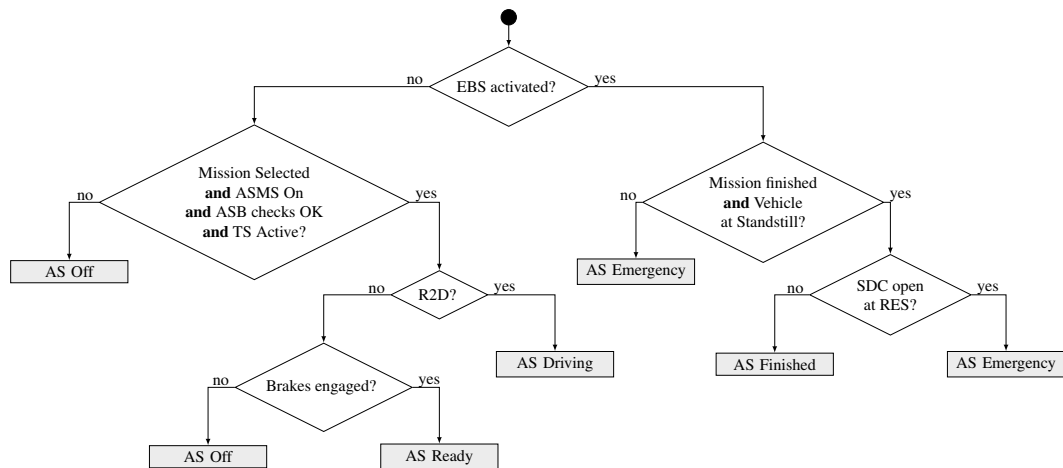 EBS activated?
no
yes
Mission Selected
and ASMS On
and ASB checks OK
and TS Active?
no
yes
Mission finished
and Vehicle
at Standstill?
no
yes
AS Off
AS Emergency
R2D?
no
yes
SDC open
at RES?
no
yes
AS Driving
AS Finished
AS Emergency
Brakes engaged?
no
yes
AS Off
AS Ready